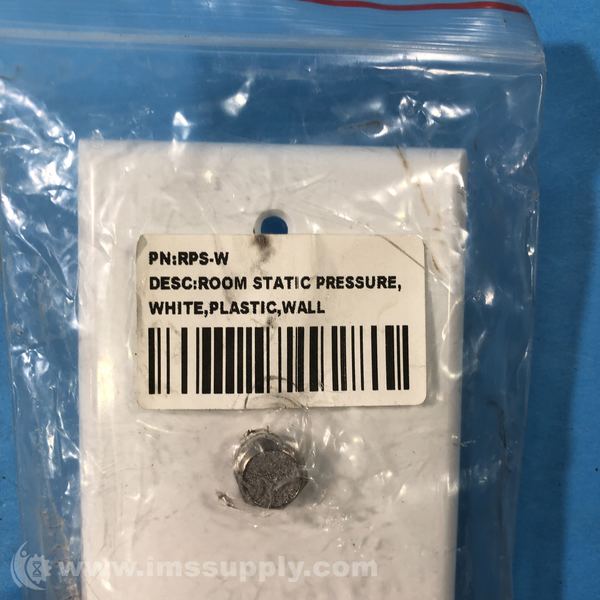 PN:RPS-W
DESC:ROOM STATIC PRESSURE,
WHITE,PLASTIC,WALL
www.imssupply.com